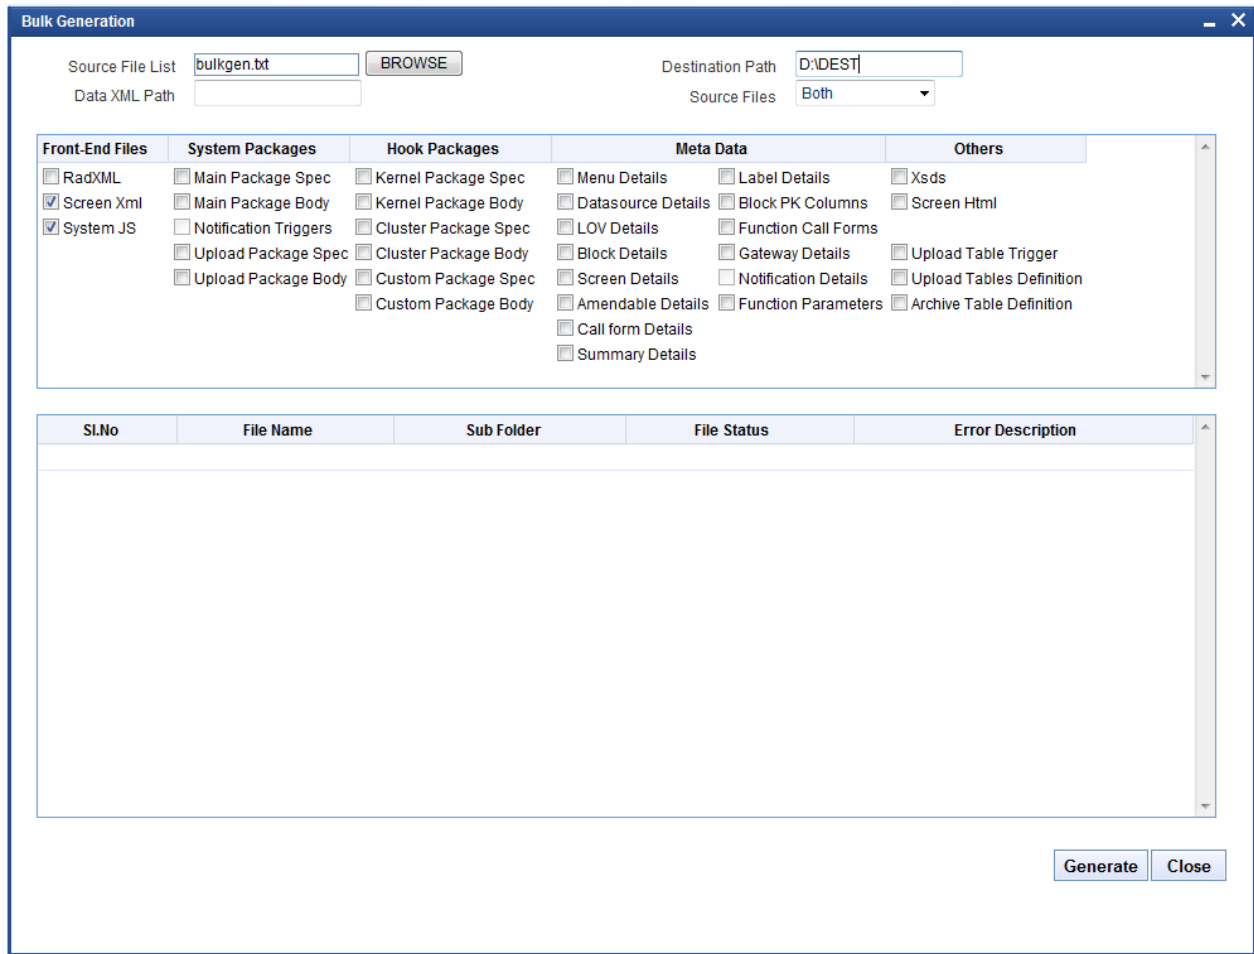 Bulk Generation
Source File List bulkgen.txt BROWSE Destination Path D:\DEST
Data XML Path Source Files Both
Front-End Files System Packages Hook Packages Meta Data Others
RadXML Main Package Spec Kernel Package Spec Menu Details Label Details Xsds
Screen Xml Main Package Body Kernel Package Body Datasource Details Block PK Columns Screen Html
System JS Notification Triggers Cluster Package Spec LOV Details Function Call Forms
Upload Package Spec Cluster Package Body Block Details Gateway Details Upload Table Trigger
Upload Package Body Custom Package Spec Screen Details Notification Details Upload Tables Definition
Custom Package Body Amendable Details Function Parameters Archive Table Definition
Call form Details
Summary Details
Sl.No File Name Sub Folder File Status Error Description
Generate Close